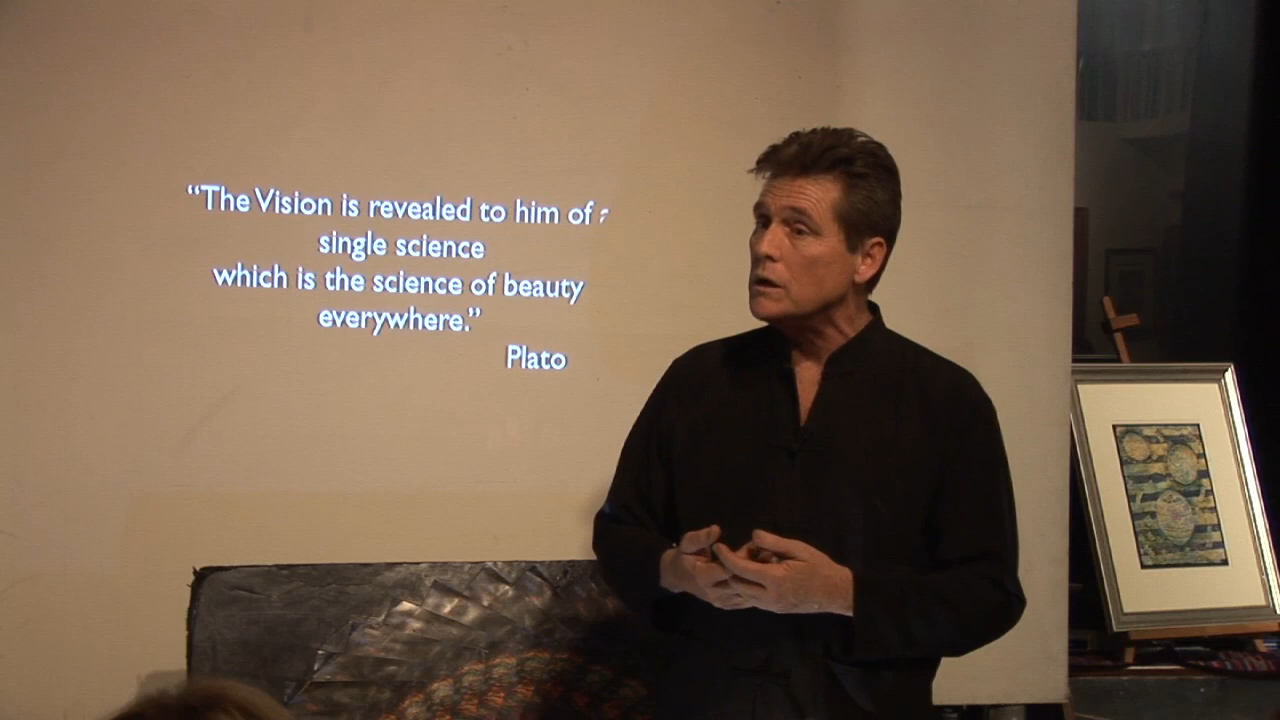 “The Vision is revealed to him of
single science
which is the science of beauty
everywhere.”
Plato